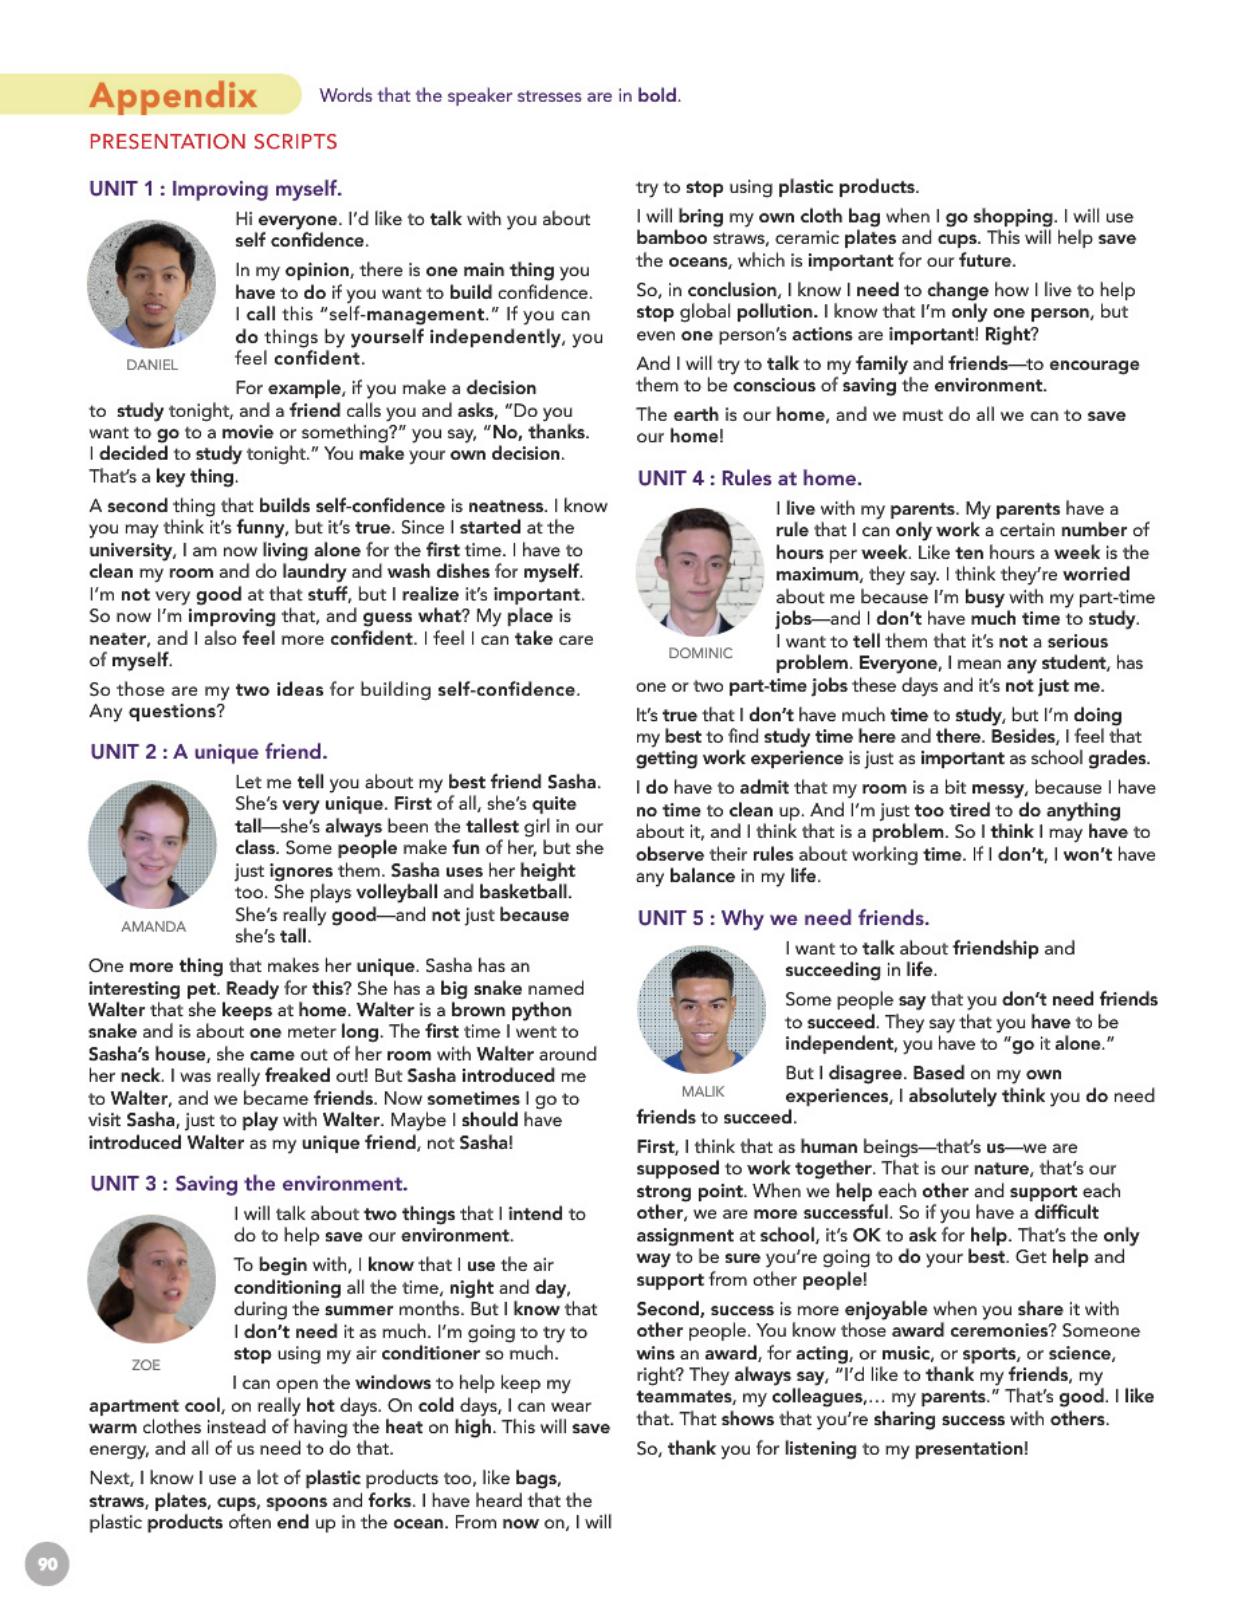 Appendix
Words that the speaker stresses are in bold.
PRESENTATION SCRIPTS
UNIT 1 : Improving myself.
Hi everyone. I'd like to talk with you about
self confidence.
In my opinion, there is one main thing you
have to do if you want to build confidence.
I call this "self-management." If you can
do things by yourself independently, you
feel confident.
DANIEL
For example, if you make a decision
to study tonight, and a friend calls you and asks, "Do you
want to go to a movie or something?" you say, "No, thanks.
I decided to study tonight." You make your own decision.
That's a key thing.
A second thing that builds self-confidence is neatness. I know
you may think it's funny, but it's true. Since I started at the
university, I am now living alone for the first time. I have to
clean my room and do laundry and wash dishes for myself.
I'm not very good at that stuff, but I realize it's important.
So now I'm improving that, and guess what? My place is
neater, and I also feel more confident. I feel I can take care
of myself.
So those are my two ideas for building self-confidence.
Any questions?
UNIT 2 : A unique friend.
Let me tell you about my best friend Sasha.
She's very unique. First of all, she's quite
tall—she's always been the tallest girl in our
class. Some people make fun of her, but she
just ignores them. Sasha uses her height
too. She plays volleyball and basketball.
She's really good—and not just because
she's tall.
AMANDA
One more thing that makes her unique. Sasha has an
interesting pet. Ready for this? She has a big snake named
Walter that she keeps at home. Walter is a brown python
snake and is about one meter long. The first time I went to
Sasha's house, she came out of her room with Walter around
her neck. I was really freaked out! But Sasha introduced me
to Walter, and we became friends. Now sometimes I go to
visit Sasha, just to play with Walter. Maybe I should have
introduced Walter as my unique friend, not Sasha!
UNIT 3 : Saving the environment.
I will talk about two things that I intend to
do to help save our environment.
To begin with, I know that I use the air
conditioning all the time, night and day,
during the summer months. But I know that
I don't need it as much. I'm going to try to
stop using my air conditioner so much.
ZOE
I can open the windows to help keep my
apartment cool, on really hot days. On cold days, I can wear
warm clothes instead of having the heat on high. This will save
energy, and all of us need to do that.
Next, I know I use a lot of plastic products too, like bags,
straws, plates, cups, spoons and forks. I have heard that the
plastic products often end up in the ocean. From now on, I will
try to stop using plastic products.
I will bring my own cloth bag when I go shopping. I will use
bamboo straws, ceramic plates and cups. This will help save
the oceans, which is important for our future.
So, in conclusion, I know I need to change how I live to help
stop global pollution. I know that I'm only one person, but
even one person's actions are important! Right?
And I will try to talk to my family and friends—to encourage
them to be conscious of saving the environment.
The earth is our home, and we must do all we can to save
our home!
UNIT 4 : Rules at home.
I live with my parents. My parents have a
rule that I can only work a certain number of
hours per week. Like ten hours a week is the
maximum, they say. I think they're worried
about me because I'm busy with my part-time
jobs—and I don't have much time to study.
I want to tell them that it's not a serious
problem. Everyone, I mean any student, has
DOMINIC
one or two part-time jobs these days and it's not just me.
It's true that I don't have much time to study, but I'm doing
my best to find study time here and there. Besides, I feel that
getting work experience is just as important as school grades.
I do have to admit that my room is a bit messy, because I have
no time to clean up. And I'm just too tired to do anything
about it, and I think that is a problem. So I think I may have to
observe their rules about working time. If I don't, I won't have
any balance in my life.
UNIT 5 : Why we need friends.
I want to talk about friendship and
succeeding in life.
Some people say that you don't need friends
to succeed. They say that you have to be
independent, you have to "go it alone."
MALIK
But I disagree. Based on my own
experiences, I absolutely think you do need
friends to succeed.
First, I think that as human beings—that's us—we are
supposed to work together. That is our nature, that's our
strong point. When we help each other and support each
other, we are more successful. So if you have a difficult
assignment at school, it's OK to ask for help. That's the only
way to be sure you're going to do your best. Get help and
support from other people!
Second, success is more enjoyable when you share it with
other people. You know those award ceremonies? Someone
wins an award, for acting, or music, or sports, or science,
right? They always say, "I'd like to thank my friends, my
teammates, my colleagues,… my parents." That's good. I like
that. That shows that you're sharing success with others.
So, thank you for listening to my presentation!
90